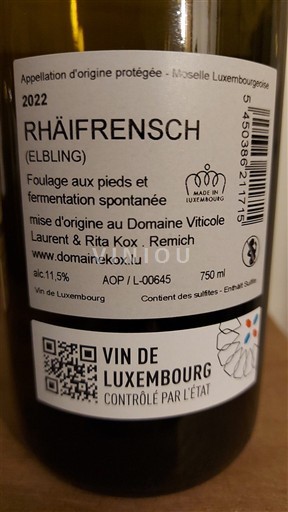 Appellation d'origine protégée - Moselle Luxembourgeoise
2022
RHÄIFRENSCH
(ELBLING)
Foulage aux pieds et
fermentation spontanée
MADE IN
LUXEMBOURG
mise d'origine au Domaine Viticole
Laurent & Rita Kox . Remich
www.domainekox.lu
alc.11,5% AOP / L-00645 750 ml
Vin de Luxembourg Contient des sulfites - Enthält Sulfite
5 450386 211715
VINIOU
VIN DE
LUXEMBOURG
CONTRÔLÉ PAR L'ÉTAT